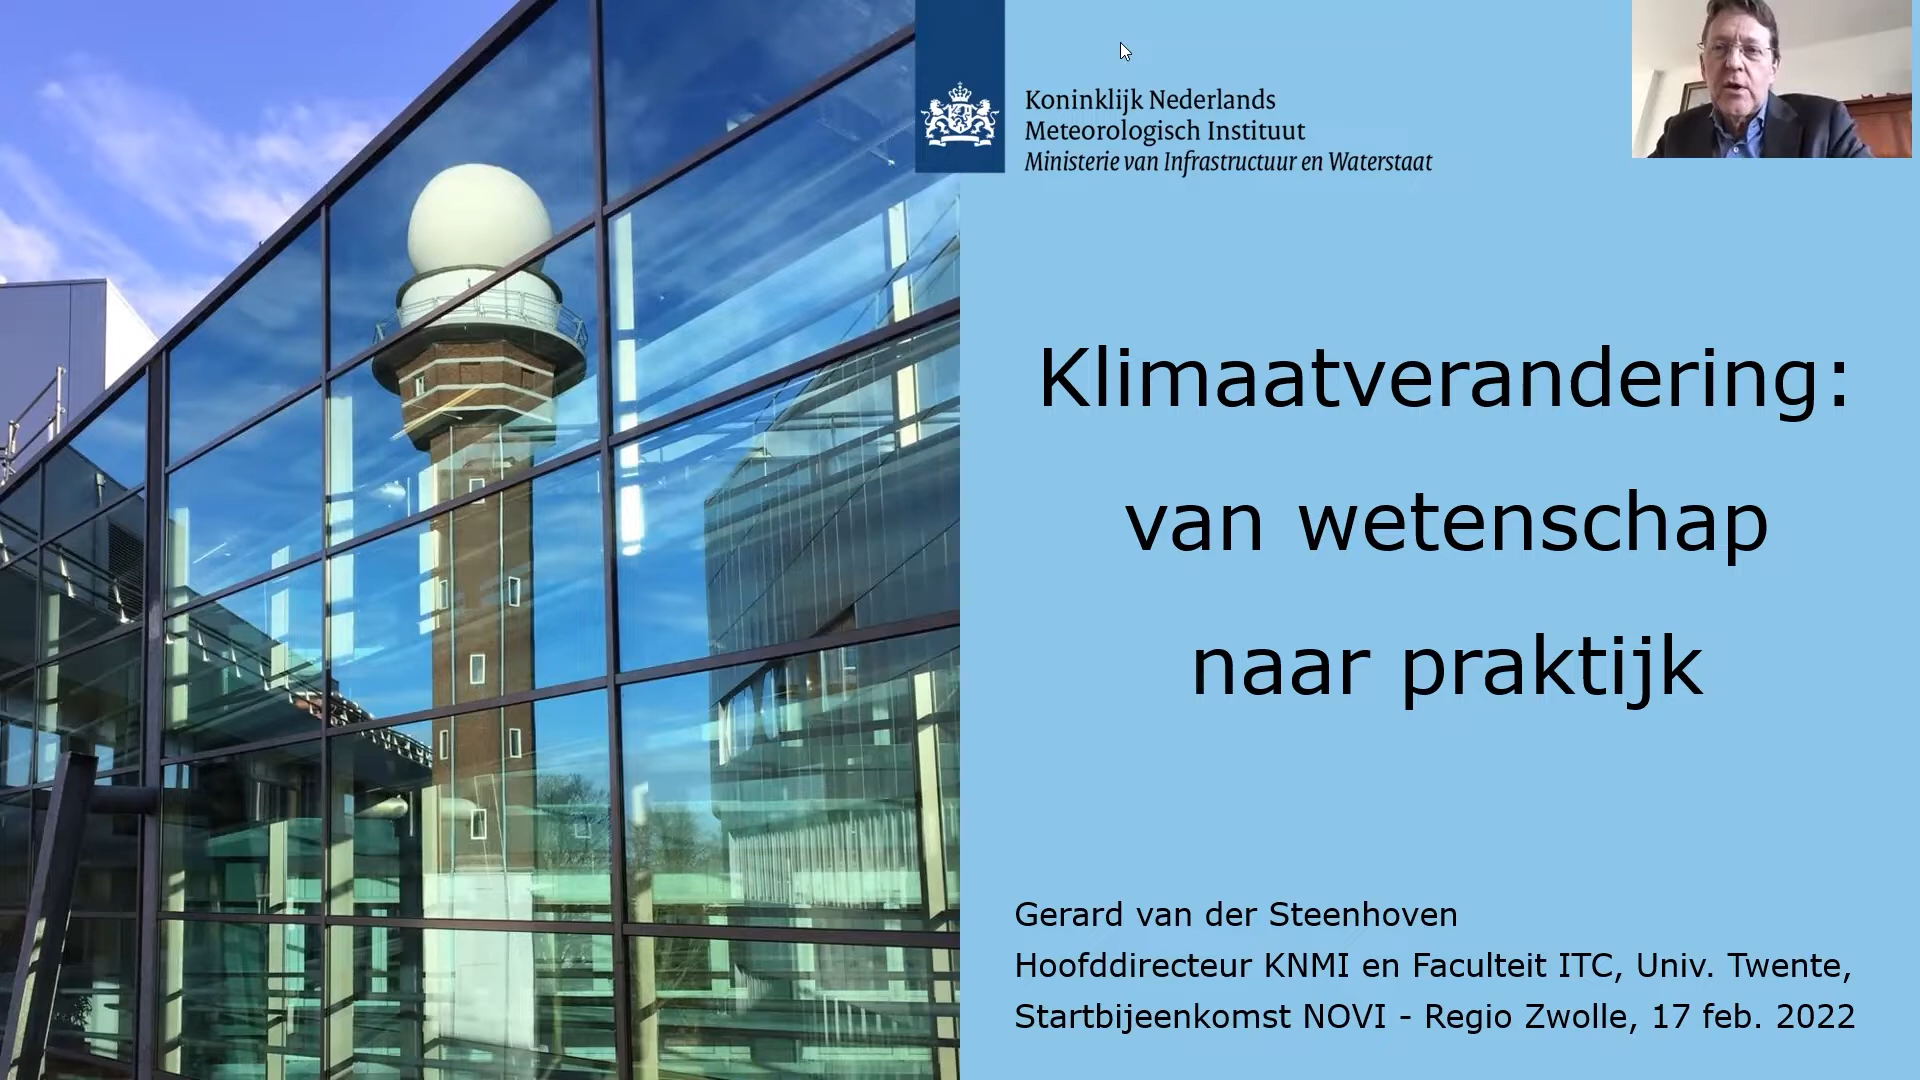 Koninklijk Nederlands
Meteorologisch Instituut
Ministerie van Infrastructuur en Waterstaat
Klimaatverandering:
van wetenschap
naar praktijk
Gerard van der Steenhoven
Hoofddirecteur KNMI en Faculteit ITC, Univ. Twente,
Startbijeenkomst NOVI - Regio Zwolle, 17 feb. 2022